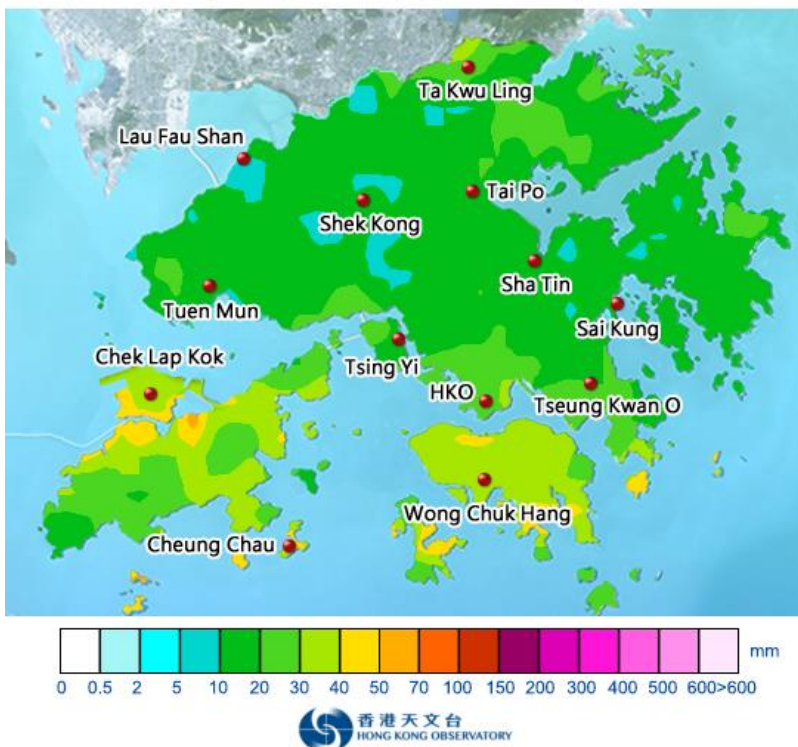 Ta Kwu Ling
Lau Fau Shan
Tai Po
Shek Kong
Sha Tin
Tuen Mun
Sai Kung
Chek Lap Kok
Tsing Yi
HKO
Tseung Kwan O
Wong Chuk Hang
Cheung Chau
mm
0 0.5 2 5 10 20 30 40 50 70 100 150 200 300 400 500 600 >600
香港天文台
HONG KONG OBSERVATORY